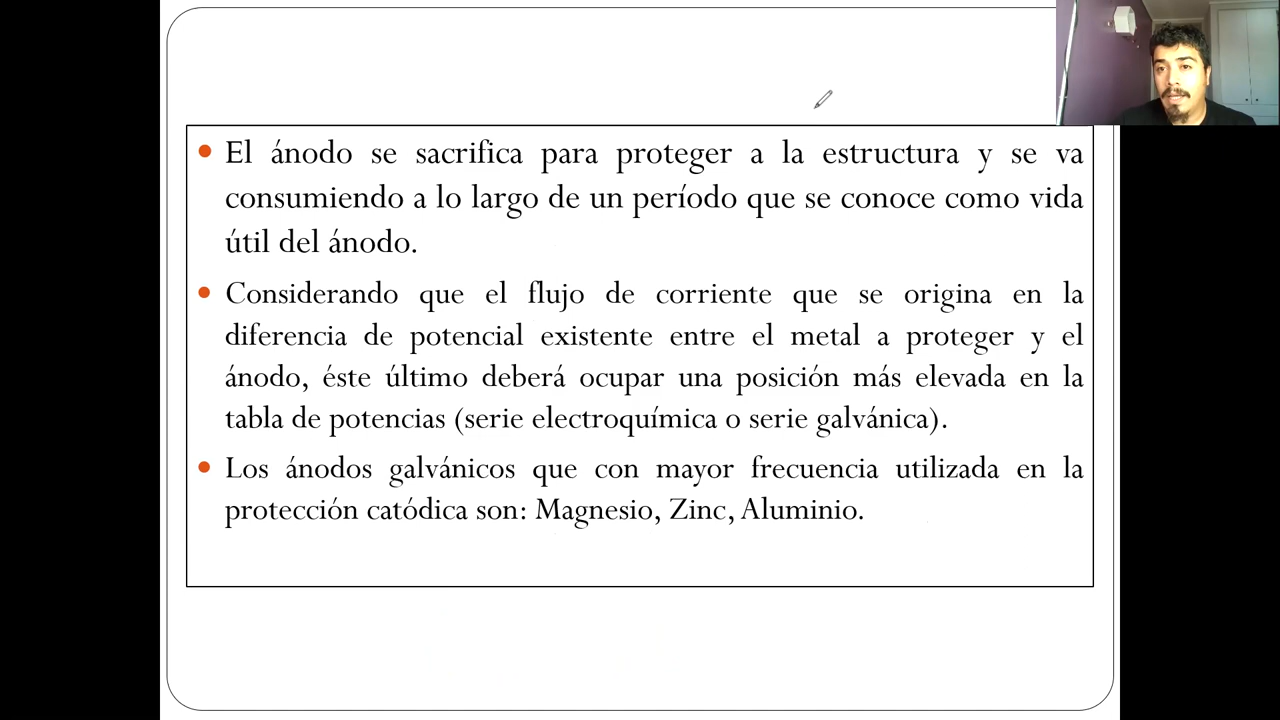 El ánodo se sacrifica para proteger a la estructura y se va
consumiendo a lo largo de un período que se conoce como vida
útil del ánodo.
Considerando que el flujo de corriente que se origina en la
diferencia de potencial existente entre el metal a proteger y el
ánodo, éste último deberá ocupar una posición más elevada en la
tabla de potencias (serie electroquímica o serie galvánica).
Los ánodos galvánicos que con mayor frecuencia utilizada en la
protección catódica son: Magnesio, Zinc, Aluminio.